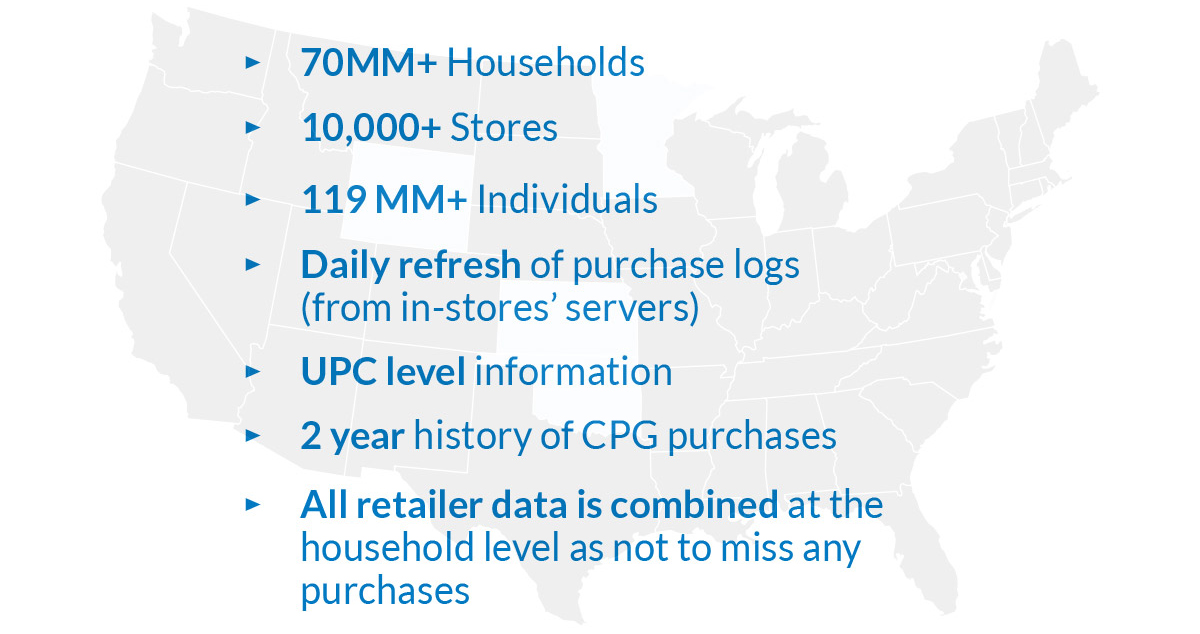 ► 70MM+ Households
► 10,000+ Stores
► 119 MM+ Individuals
► Daily refresh of purchase logs
(from in-stores’ servers)
► UPC level information
► 2 year history of CPG purchases
► All retailer data is combined at the
household level as not to miss any
purchases